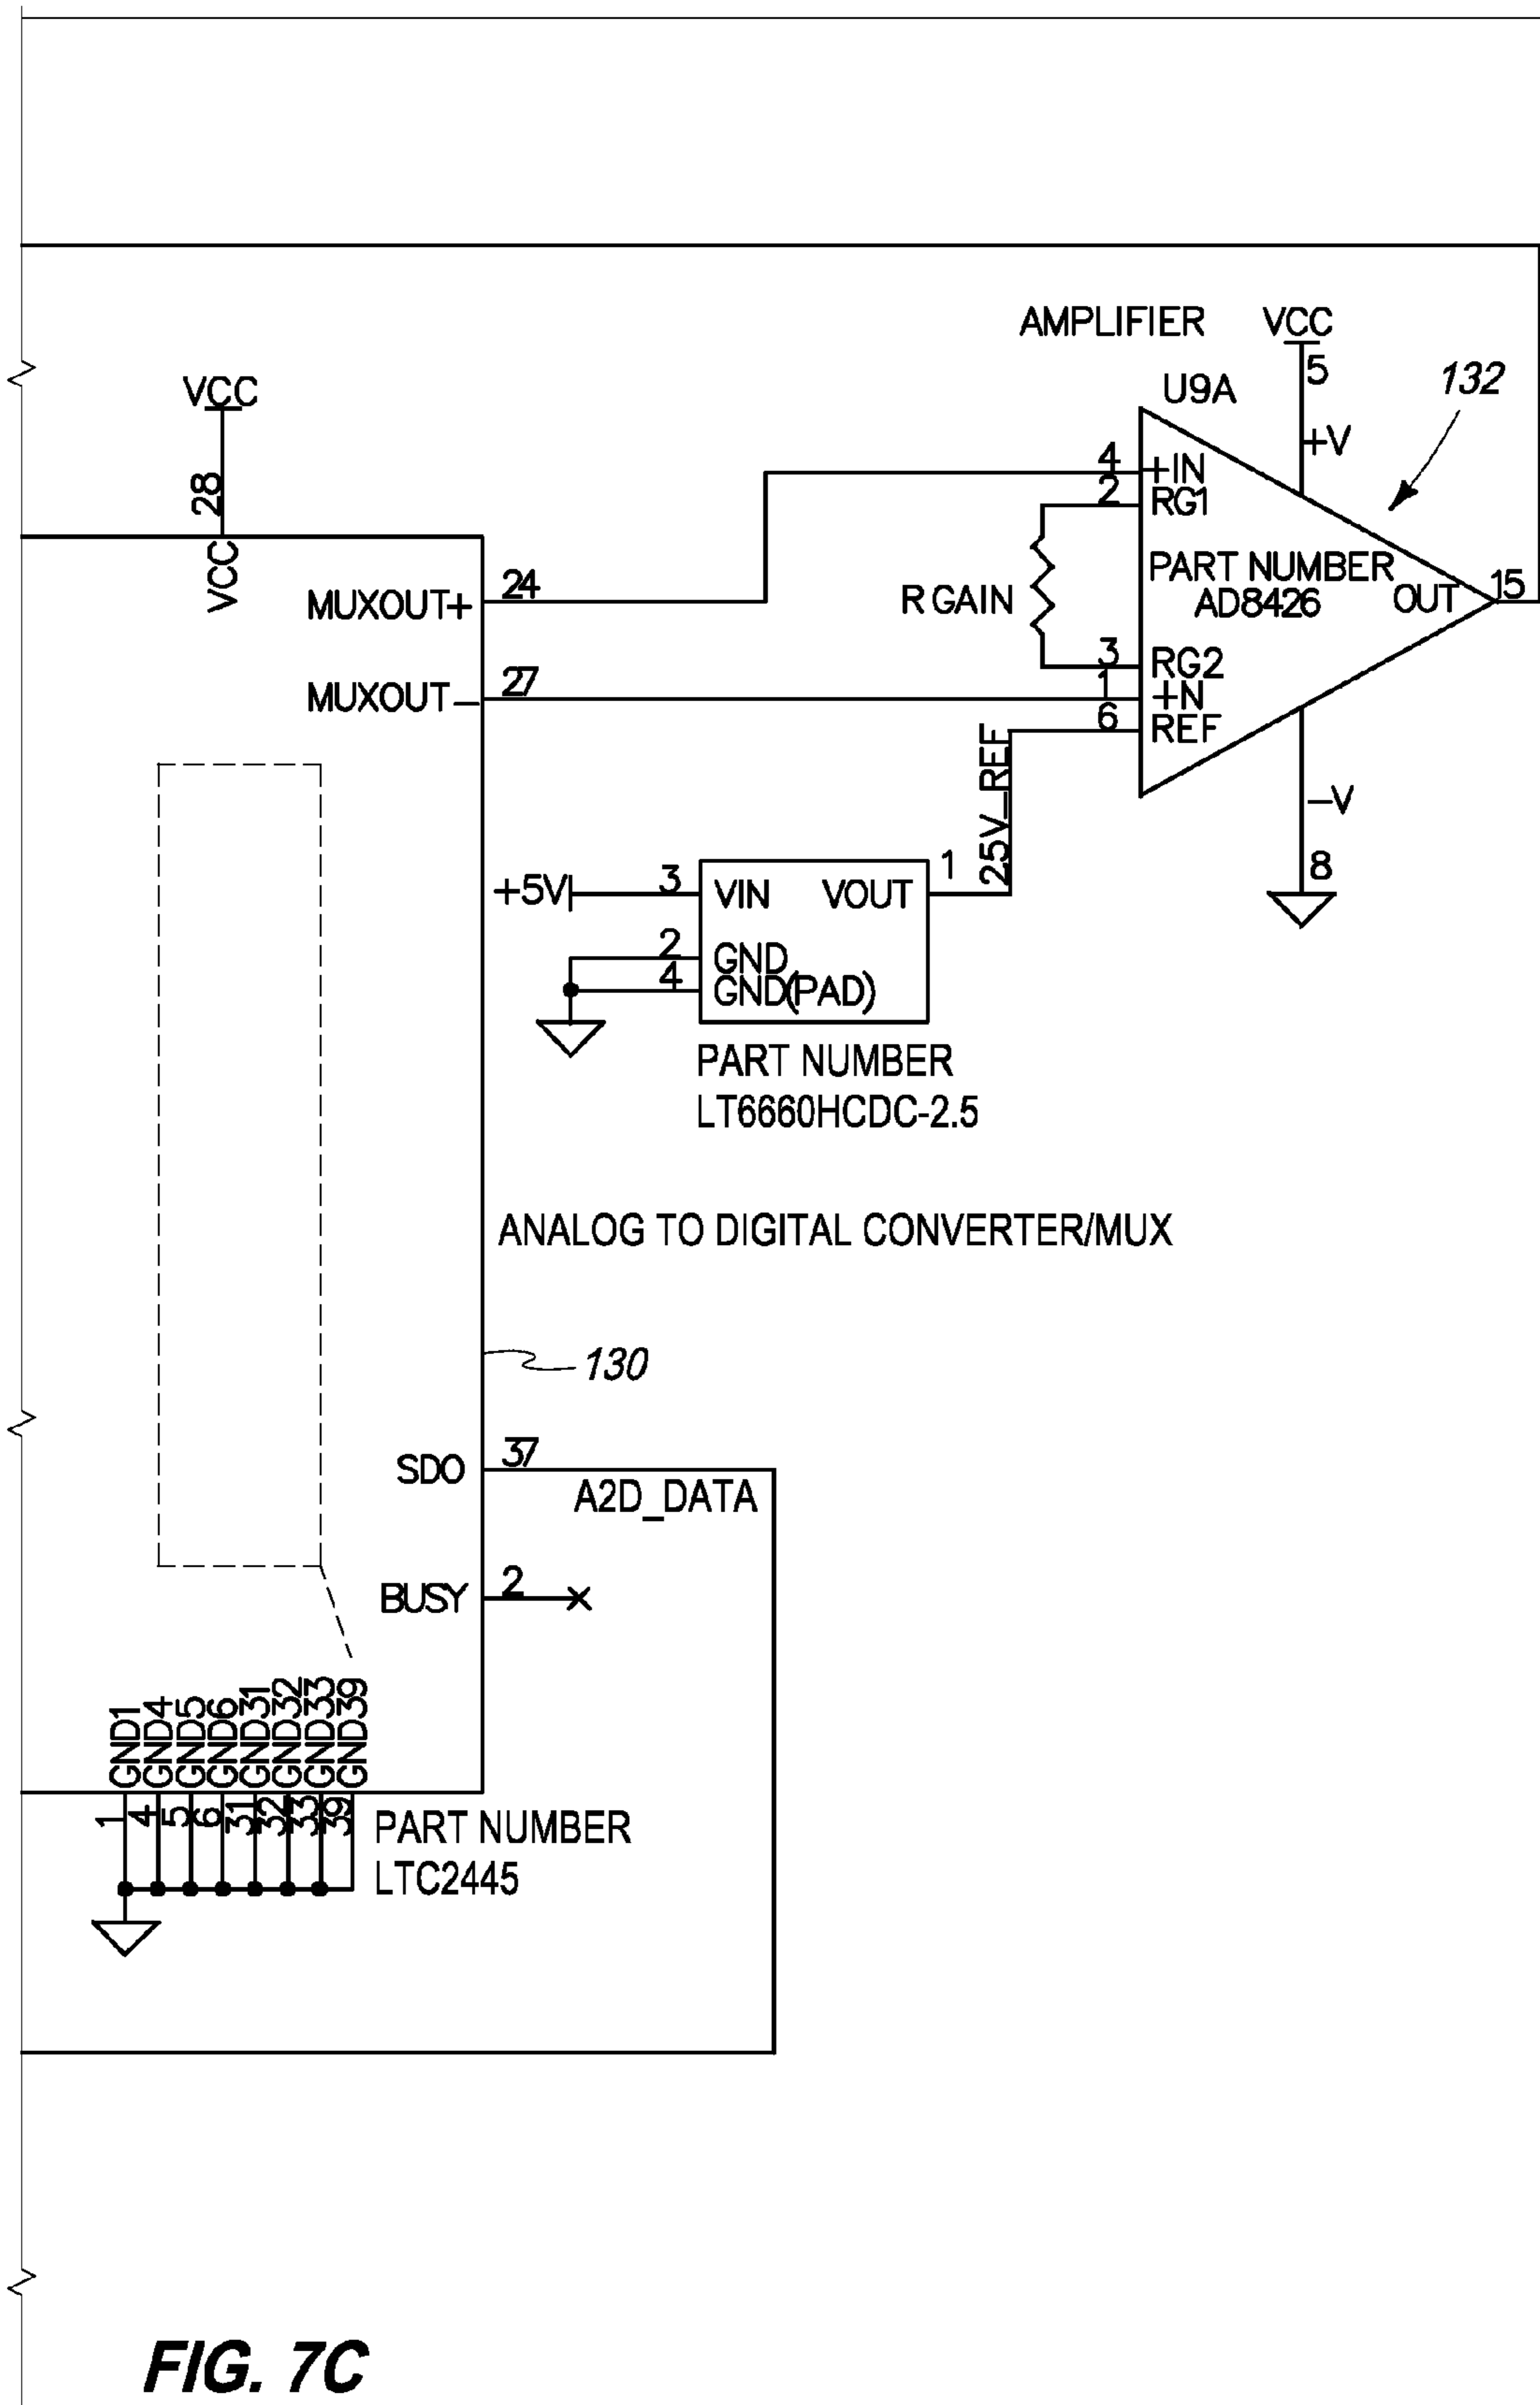 AMPLIFIER
VCC
5
132
U9A
+V
VCC
28
VCC
4
+IN
2
RG1
PART NUMBER
AD8426
OUT
15
R GAIN
MUXOUT+
24
3
RG2
MUXOUT-
27
1
+N
6
REF
25V_REF
-V
8
+5V
3
VIN
VOUT
1
2
GND
4
GND(PAD)
PART NUMBER
LT6660HCDC-2.5
ANALOG TO DIGITAL CONVERTER/MUX
130
SDO
37
A2D_DATA
BUSY
2
GND1
GND4
GND5
GND6
GND31
GND32
GND33
GND39
1
4
5
6
31
32
33
39
PART NUMBER
LTC2445
FIG. 7C